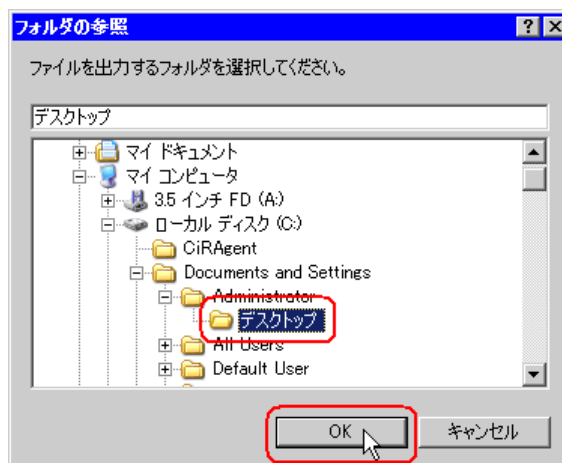 フォルダの参照
ファイルを出力するフォルダを選択してください。
デスクトップ
マイ ドキュメント
マイ コンピュータ
3.5 インチ FD (A:)
ローカル ディスク (C:)
CiRAgent
Documents and Settings
Administrator
デスクトップ
All Users
Default User
OK キャンセル